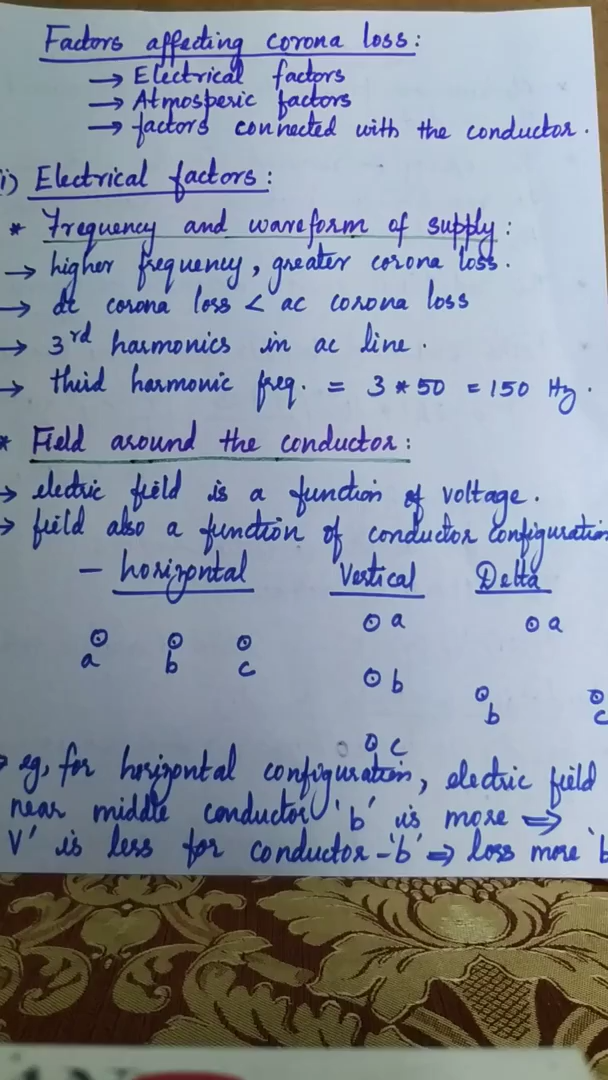 Factors affecting corona loss:
→ Electrical factors
→ Atmosperic factors
→ factors connected with the conductor.
i) Electrical factors:
* Frequency and waveform of supply:
→ higher frequency, greater corona loss.
→ dc corona loss < ac corona loss
→ 3rd harmonics in ac line.
→ third harmonic freq. = 3 * 50 = 150 Hz.
* Field around the conductor:
→ electric field is a function of voltage.
→ field also a function of conductor configuration
- horizontal Vertical Delta
a b c
a
b
c
a
b c
→ eg, for horizontal configuration, electric field
near middle conductor 'b' is more ⇒
V' is less for conductor-'b' ⇒ loss more 'b